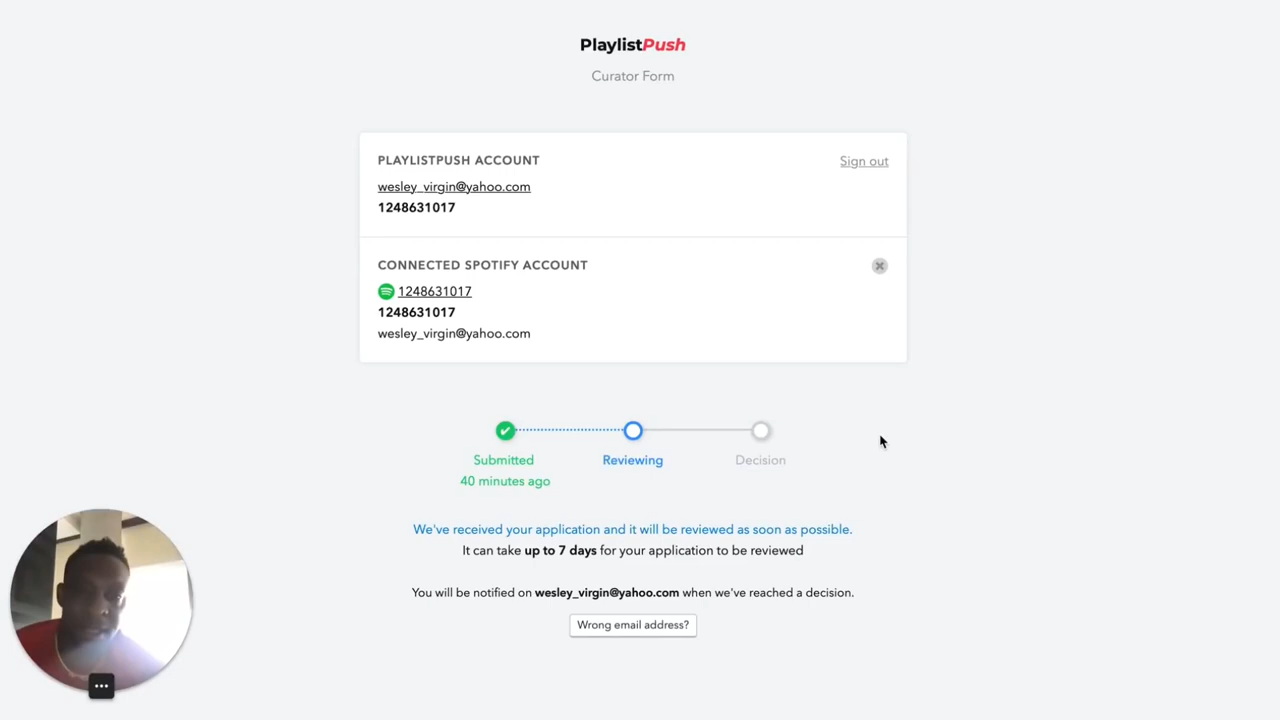 PlaylistPush
Curator Form
PLAYLISTPUSH ACCOUNT
Sign out
wesley_virgin@yahoo.com
1248631017
CONNECTED SPOTIFY ACCOUNT
1248631017
1248631017
wesley_virgin@yahoo.com
Submitted
Reviewing
Decision
40 minutes ago
We've received your application and it will be reviewed as soon as possible.
It can take up to 7 days for your application to be reviewed
You will be notified on wesley_virgin@yahoo.com when we've reached a decision.
Wrong email address?